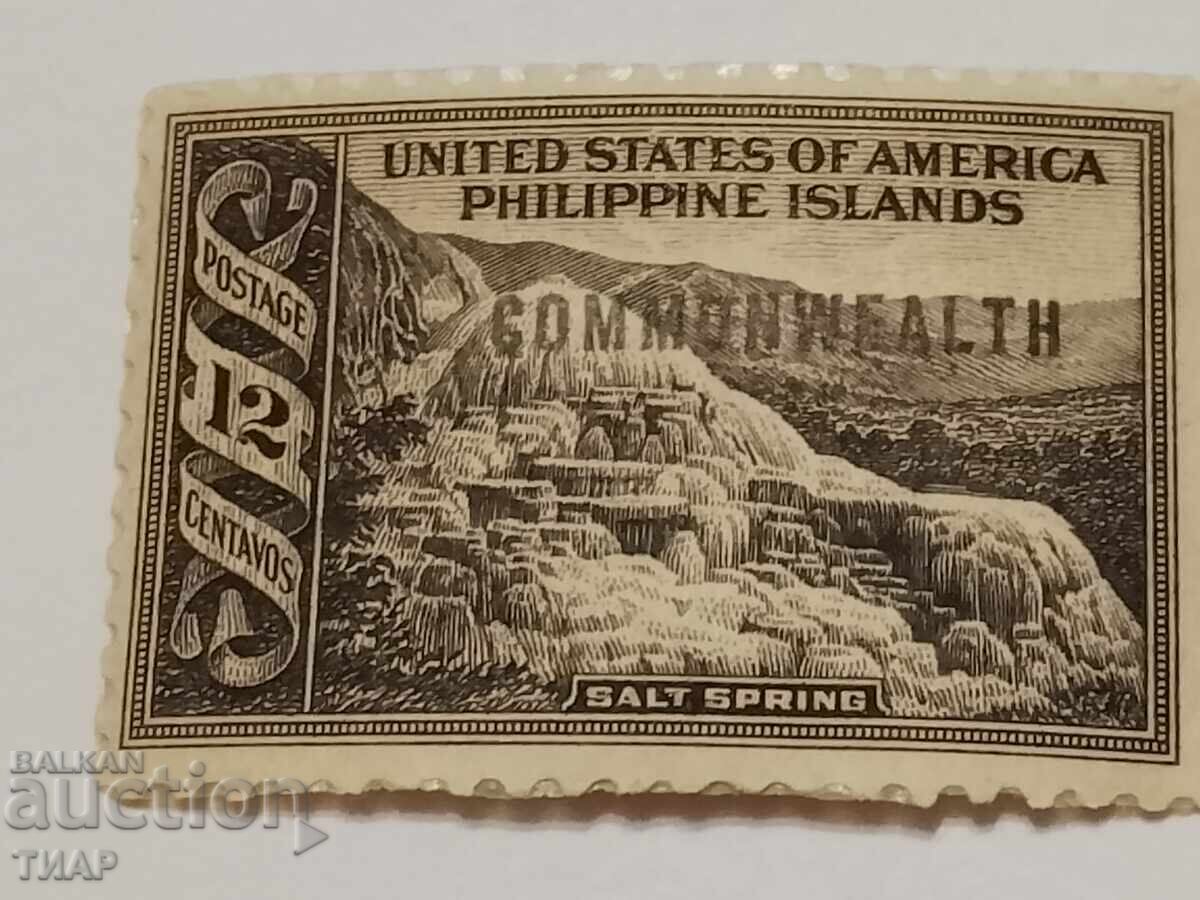 UNITED STATES OF AMERICA
PHILIPPINE ISLANDS
POSTAGE
12
CENTAVOS
COMMONWEALTH
SALT SPRING
BALKAN
auction
ТИАР